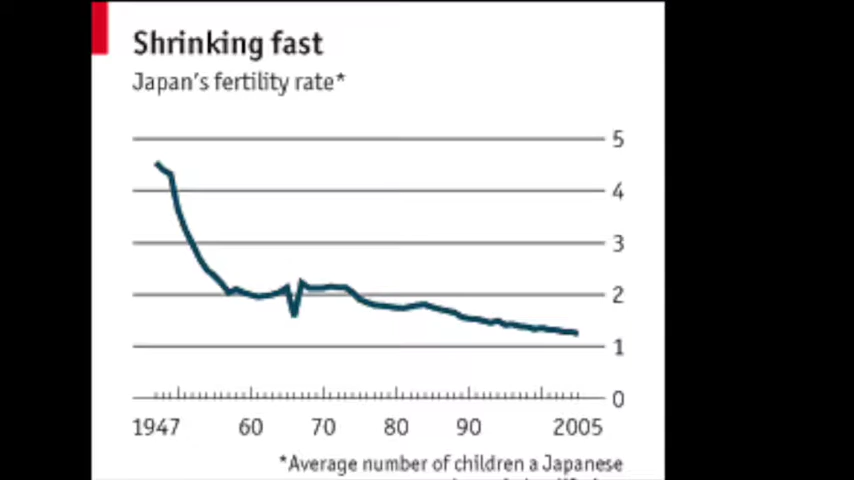 Shrinking fast
Japan's fertility rate*
5
4
3
2
1
0
1947 60 70 80 90 2005
*Average number of children a Japanese